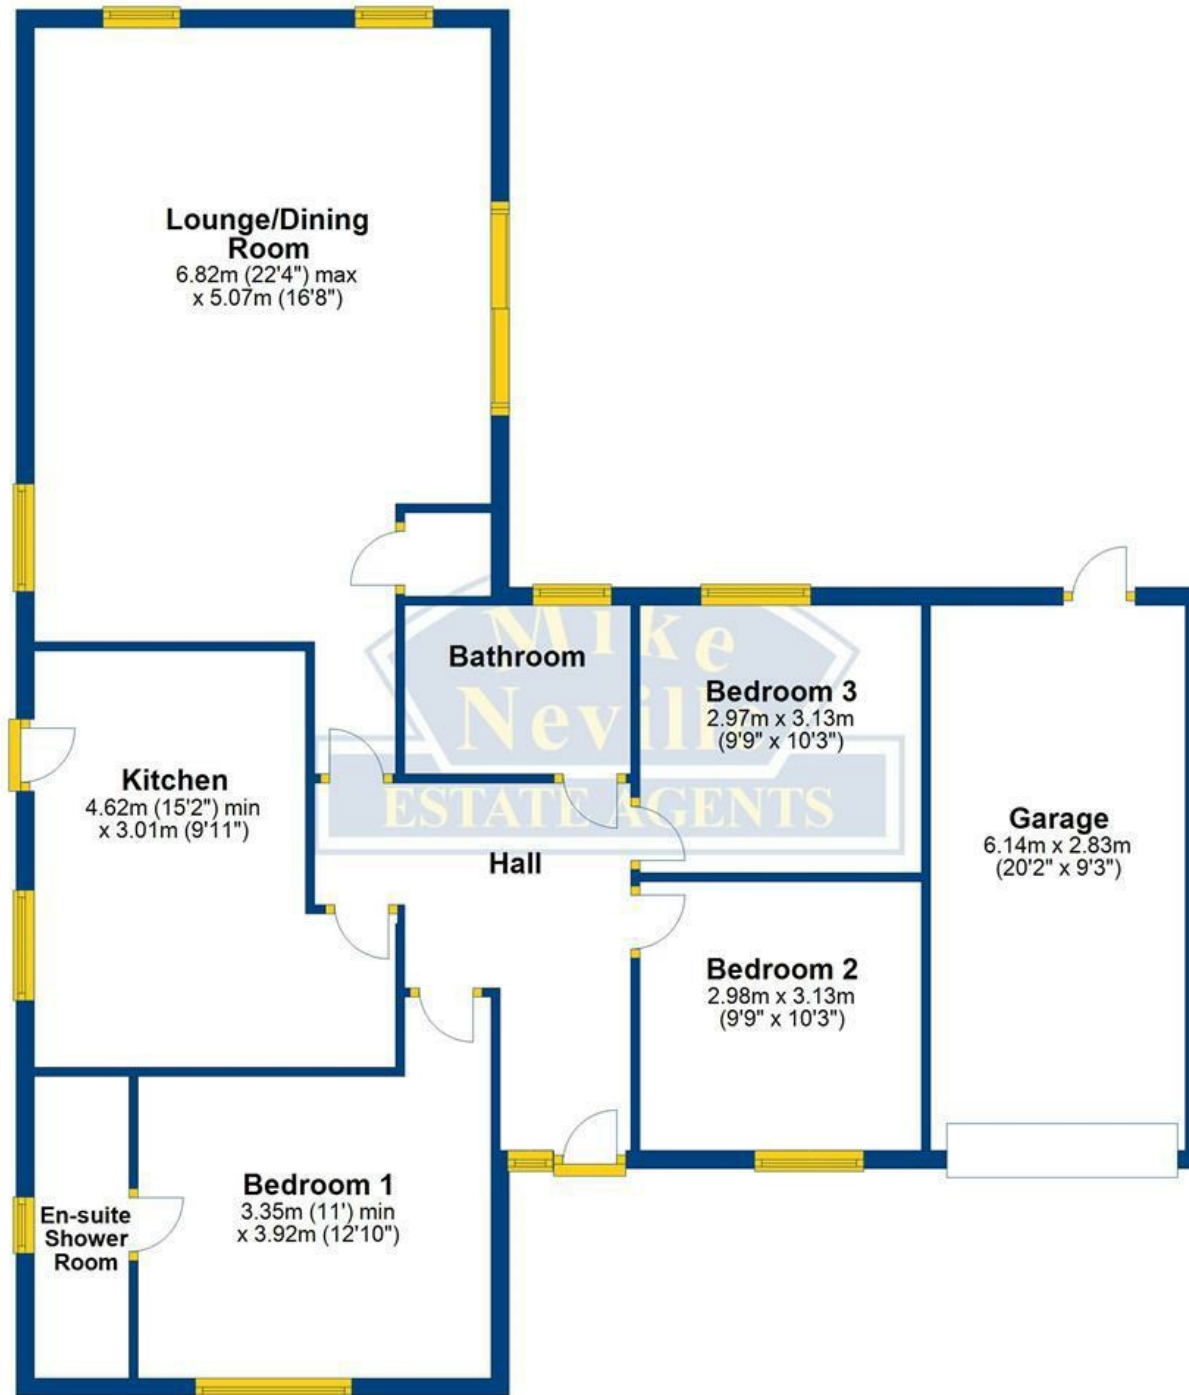 Lounge/Dining
Room
6.82m (22'4") max
x 5.07m (16'8")
Mike
Neville
ESTATE AGENTS
Bathroom
Bedroom 3
2.97m x 3.13m
(9'9" x 10'3")
Kitchen
4.62m (15'2") min
x 3.01m (9'11")
Garage
6.14m x 2.83m
(20'2" x 9'3")
Hall
Bedroom 2
2.98m x 3.13m
(9'9" x 10'3")
Bedroom 1
3.35m (11') min
x 3.92m (12'10")
En-suite
Shower
Room